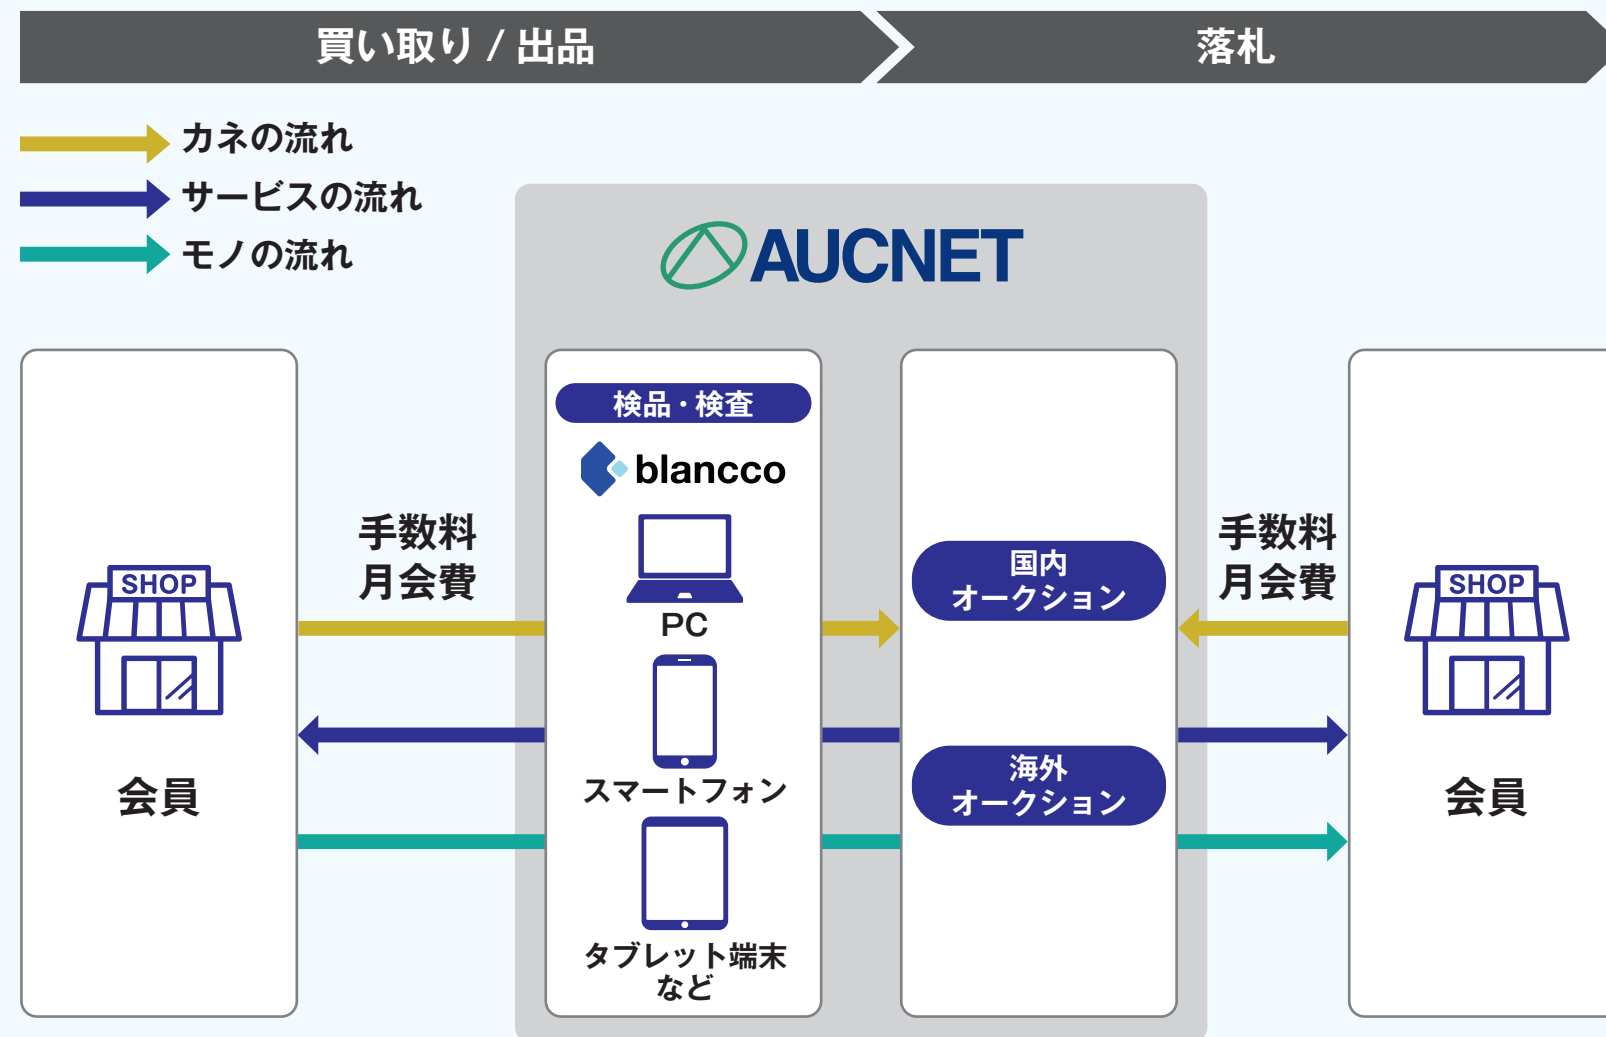 買い取り / 出品
落札
カネの流れ
サービスの流れ
モノの流れ
AUCNET
SHOP
会員
手数料
月会費
検品・検査
blancco
PC
スマートフォン
タブレット端末
など
国内
オークション
海外
オークション
手数料
月会費
SHOP
会員